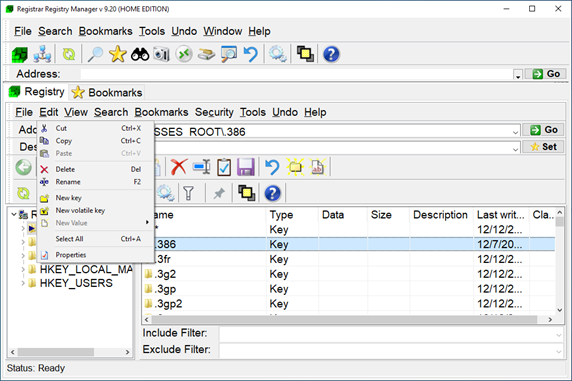 Registrar Registry Manager v 9.20 (HOME EDITION)
File Search Bookmarks Tools Undo Window Help
Address: Go
Registry Bookmarks
File Edit View Search Bookmarks Security Tools Undo Help
SSES_ROOT\.386 Go
Set
Cut Ctrl+X
Copy Ctrl+C
Paste Ctrl+V
Delete Del
Rename F2
New key
New volatile key
New Value
Select All Ctrl+A
Properties
HKEY_LOCAL_MA
HKEY_USERS
ame Type Data Size Description Last writ... Cla...
* Key 12/12/2...
.386 Key 12/7/20...
.3fr Key 12/12/2...
.3g2 Key 12/12/2...
.3gp Key 12/12/2...
.3gp2 Key 12/12/2...
Include Filter:
Exclude Filter:
Status: Ready